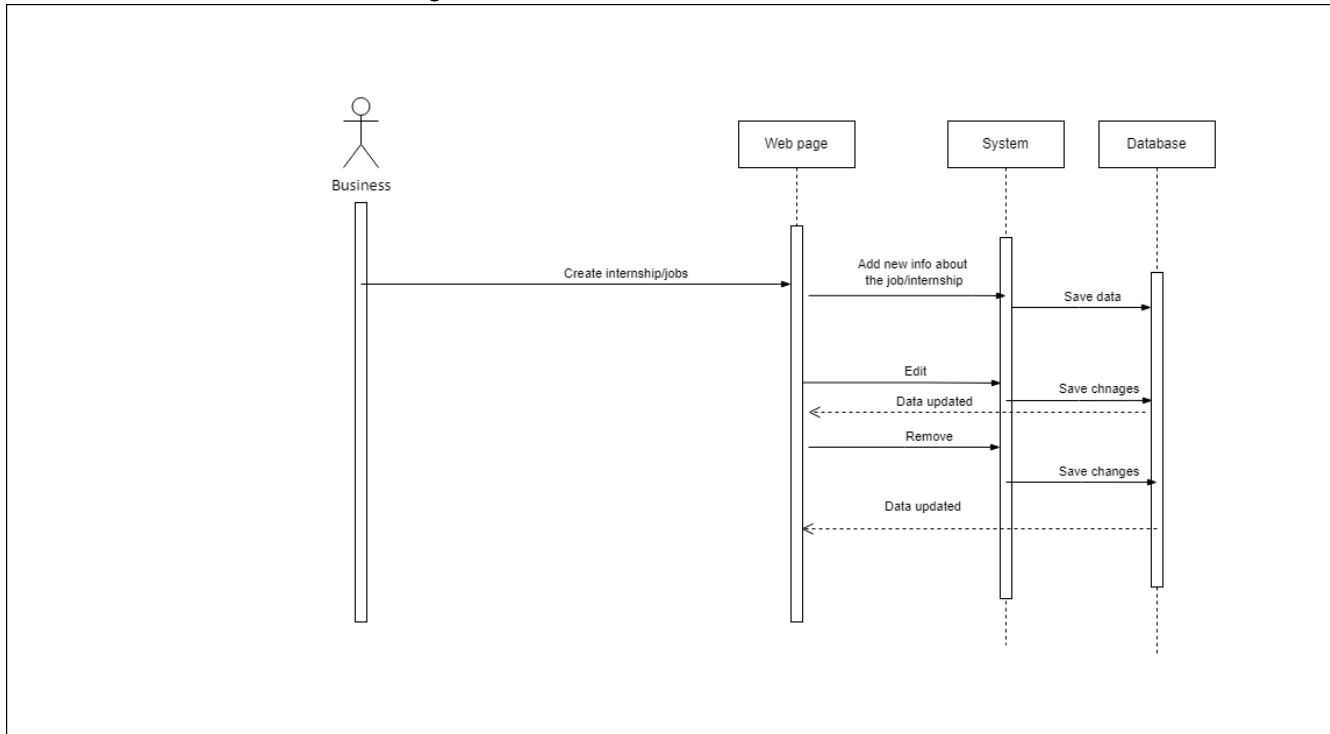 Business
Web page
System
Database
Create internship/jobs
Add new info about
the job/internship
Save data
Edit
Save chnages
Data updated
Remove
Save changes
Data updated